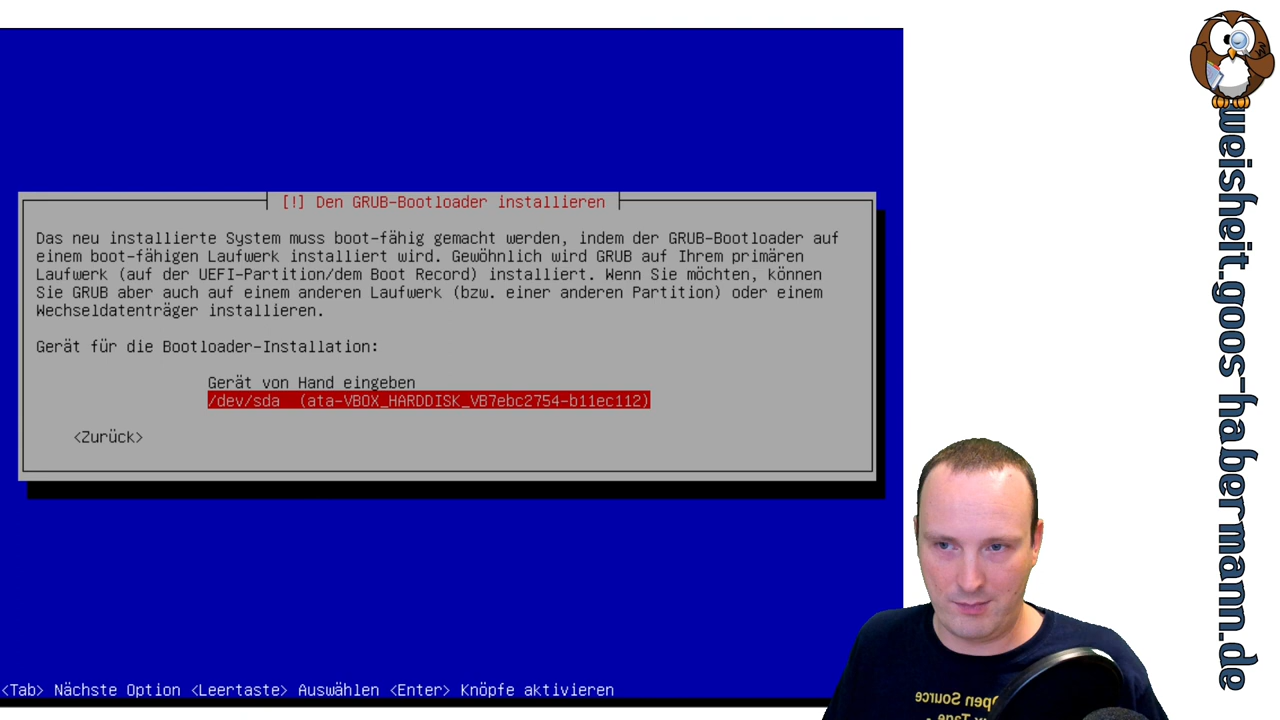 [!] Den GRUB-Bootloader installieren
Das neu installierte System muss boot-fähig gemacht werden, indem der GRUB-Bootloader auf
einem boot-fähigen Laufwerk installiert wird. Gewöhnlich wird GRUB auf Ihrem primären
Laufwerk (auf der UEFI-Partition/dem Boot Record) installiert. Wenn Sie möchten, können
Sie GRUB aber auch auf einem anderen Laufwerk (bzw. einer anderen Partition) oder einem
Wechseldatenträger installieren.
Gerät für die Bootloader-Installation:
Gerät von Hand eingeben
/dev/sda (ata-VBOX_HARDDISK_VB7ebc2754-b11ec112)
<Zurück>
<Tab> Nächste Option <Leertaste> Auswählen <Enter> Knöpfe aktivieren
weisheit.goos-habermann.de
Open Source